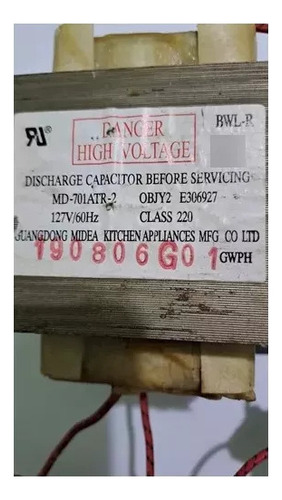 DANGER BWL-R
HIGH VOLTAGE
DISCHARGE CAPACITOR BEFORE SERVICING
MD-701ATR-2 OBJY2 E306927
127V/60Hz CLASS 220
GUANGDONG MIDEA KITCHEN APPLIANCES MFG CO LTD
190806G01
GWPH